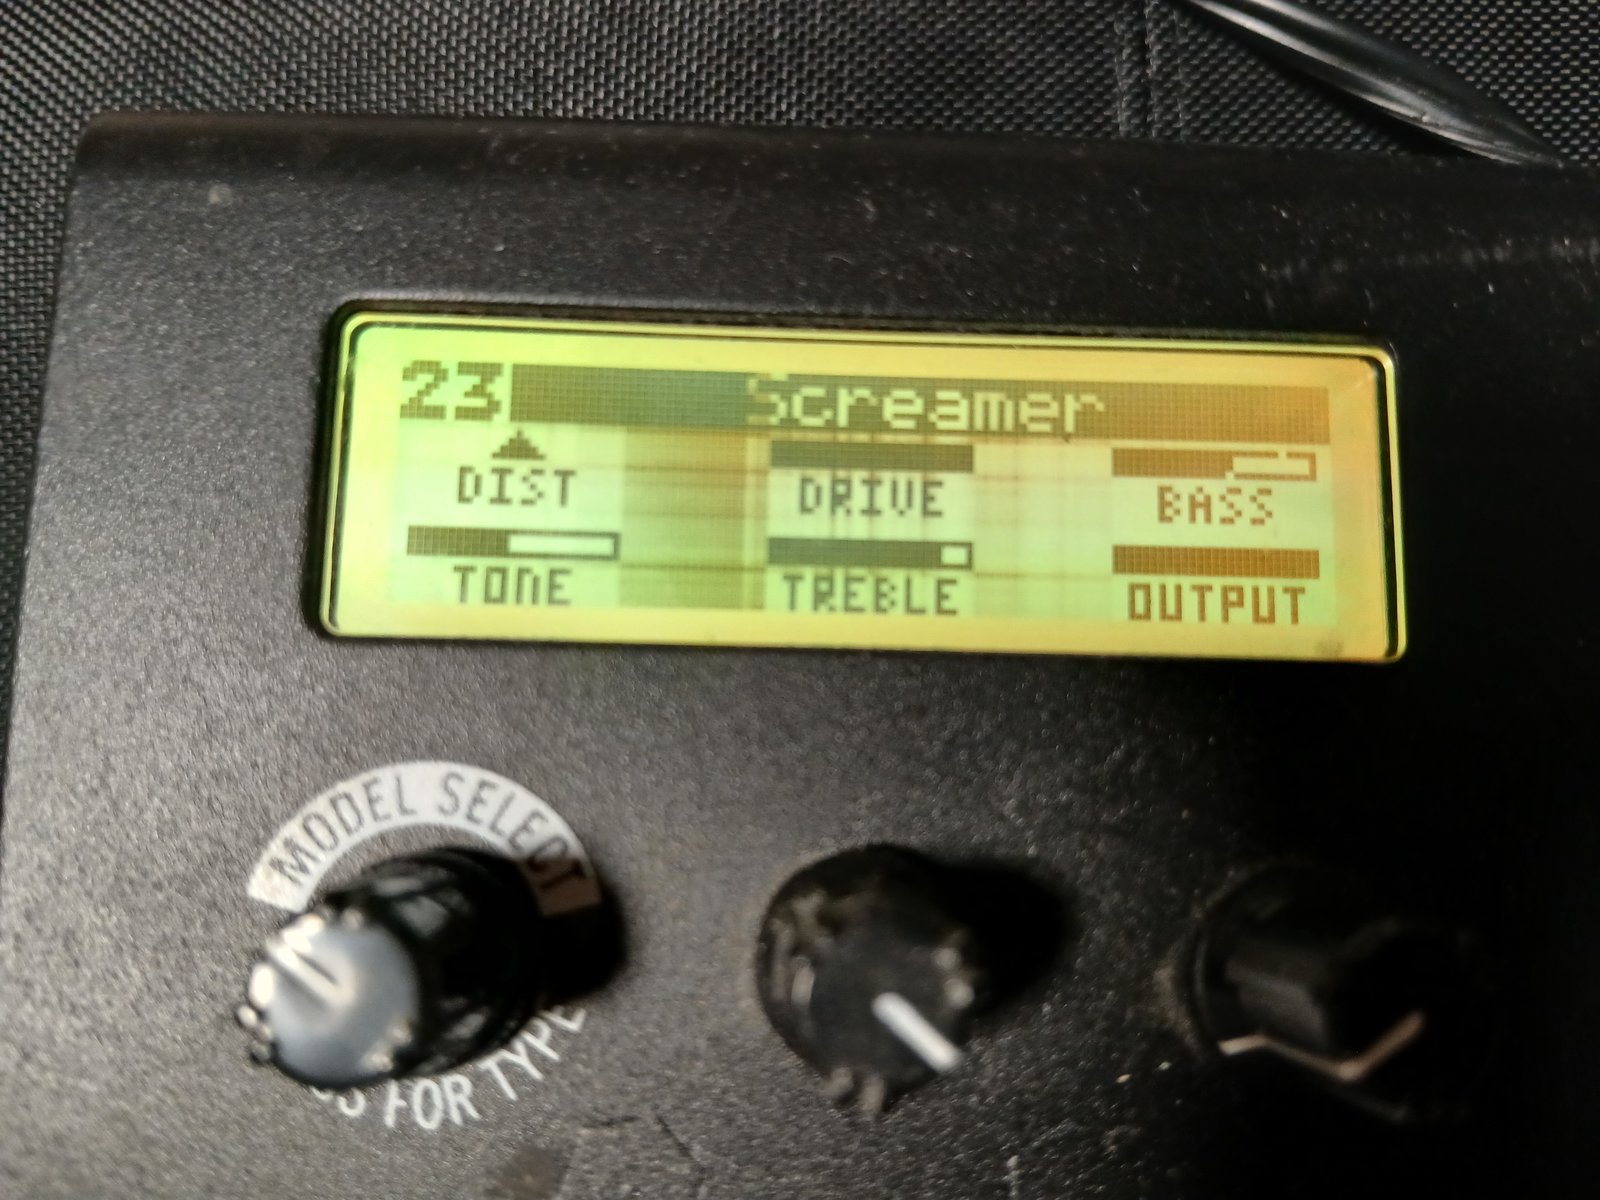 23 Screamer
DIST DRIVE BASS
TONE TREBLE OUTPUT
MODEL SELECT
FOR TYPE